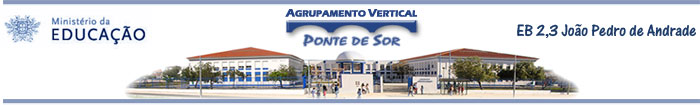 Ministério da
EDUCAÇÃO
AGRUPAMENTO VERTICAL
PONTE DE SOR
EB 2,3 João Pedro de Andrade